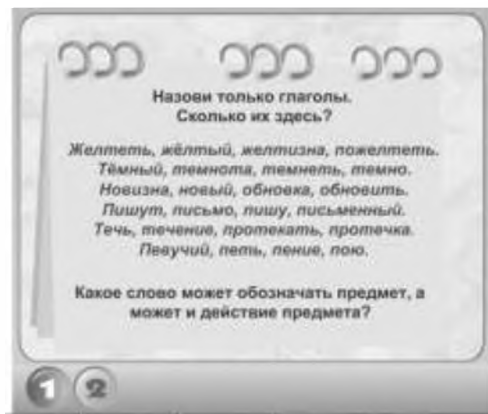 Назови только глаголы.
Сколько их здесь?
Желтеть, жёлтый, желтизна, пожелтеть.
Тёмный, темнота, темнеть, темно.
Новизна, новый, обновка, обновить.
Пишут, письмо, пишу, письменный.
Течь, течение, протекать, протечка.
Певучий, петь, пение, пою.
Какое слово может обозначать предмет, а
может и действие предмета?
1 2